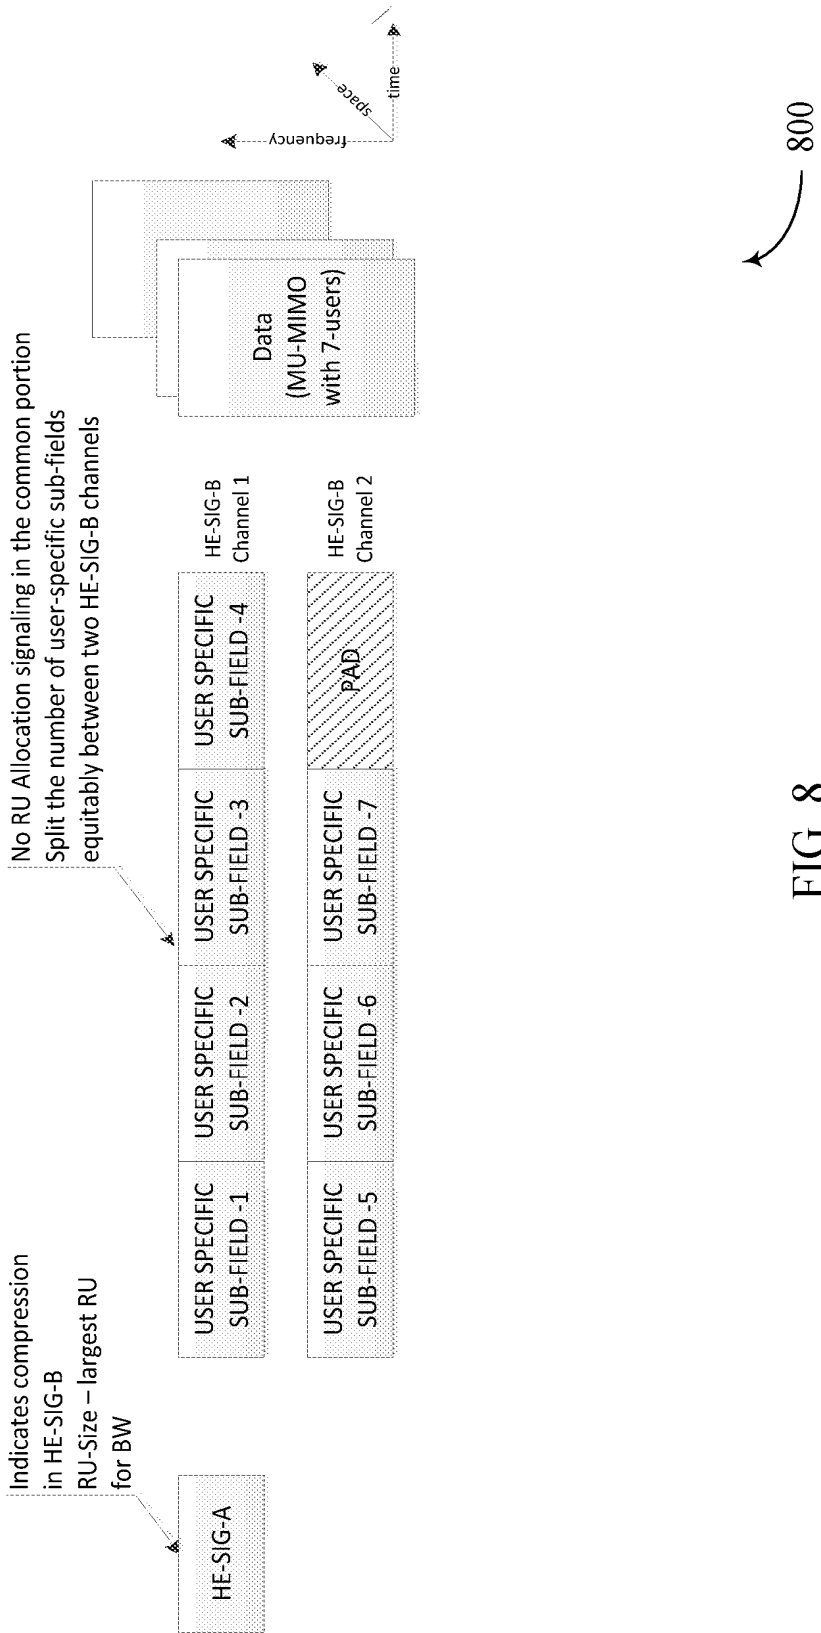 Indicates compression
in HE-SIG-B
RU-Size – largest RU
for BW
No RU Allocation signaling in the common portion
Split the number of user-specific sub-fields
equitably between two HE-SIG-B channels
HE-SIG-A
USER SPECIFIC
SUB-FIELD -1
USER SPECIFIC
SUB-FIELD -2
USER SPECIFIC
SUB-FIELD -3
USER SPECIFIC
SUB-FIELD -4
HE-SIG-B
Channel 1
USER SPECIFIC
SUB-FIELD -5
USER SPECIFIC
SUB-FIELD -6
USER SPECIFIC
SUB-FIELD -7
PAD
HE-SIG-B
Channel 2
Data
(MU-MIMO
with 7-users)
frequency
space
time
800
FIG. 8